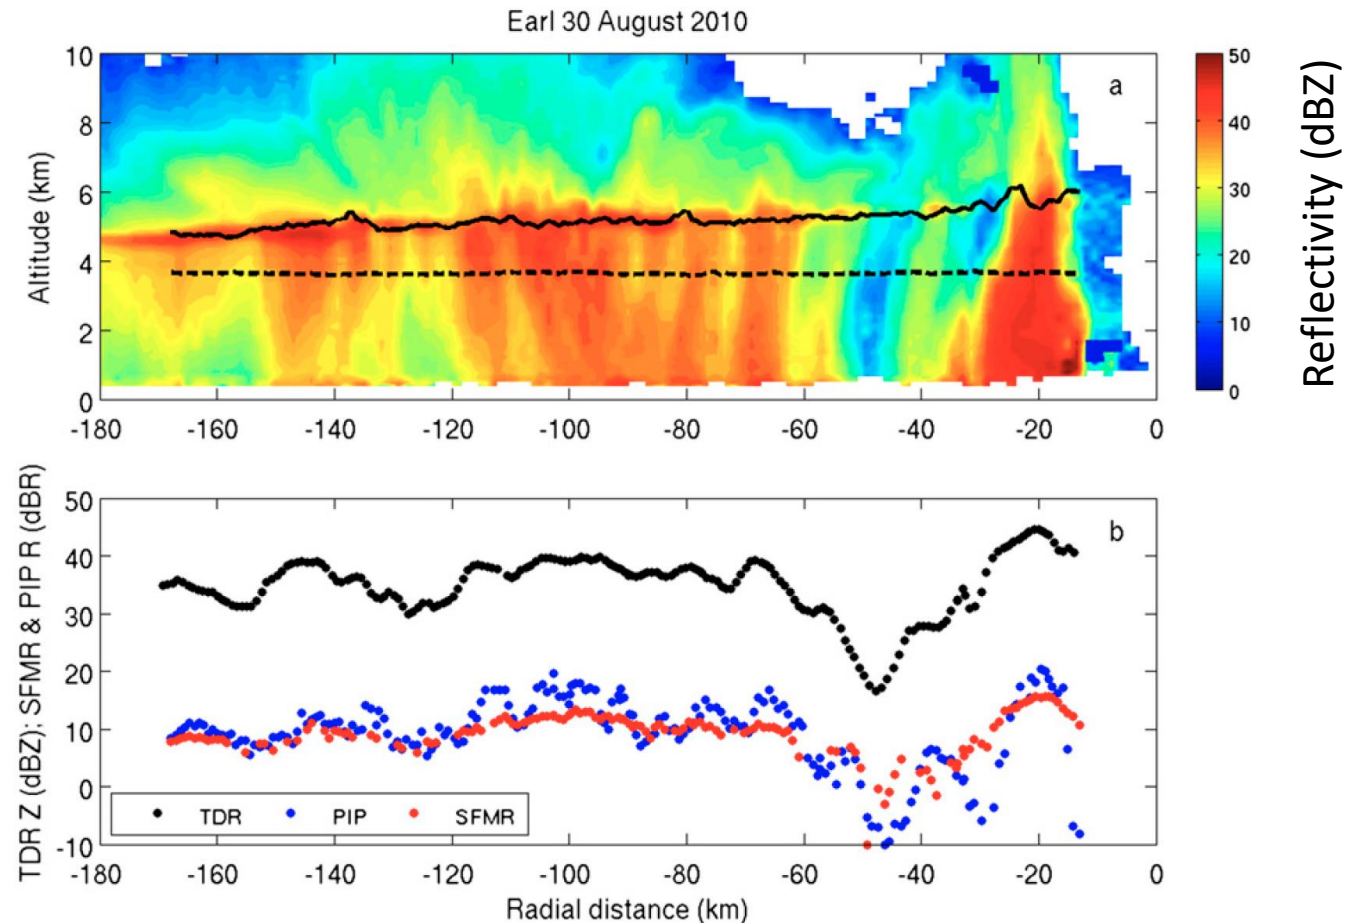 Earl 30 August 2010
10
8
6
4
2
0
Altitude (km)
a
-180 -160 -140 -120 -100 -80 -60 -40 -20 0
50
40
30
20
10
0
Reflectivity (dBZ)
TDR Z (dBZ); SFMR & PIP R (dBR)
50
40
30
20
10
0
-10
b
TDR PIP SFMR
-180 -160 -140 -120 -100 -80 -60 -40 -20 0
Radial distance (km)